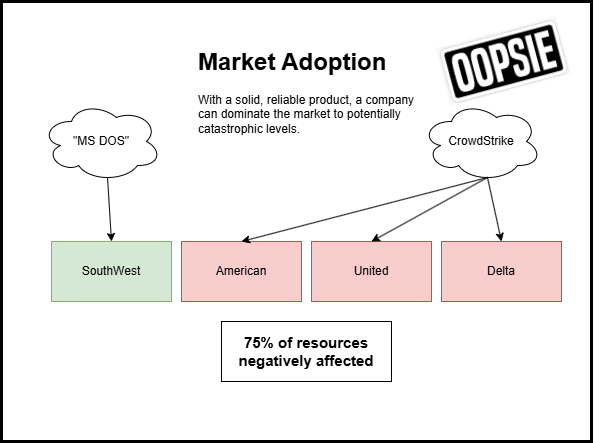 Market Adoption
OOPSIE
With a solid, reliable product, a company
can dominate the market to potentially
catastrophic levels.
"MS DOS"
CrowdStrike
SouthWest
American
United
Delta
75% of resources
negatively affected